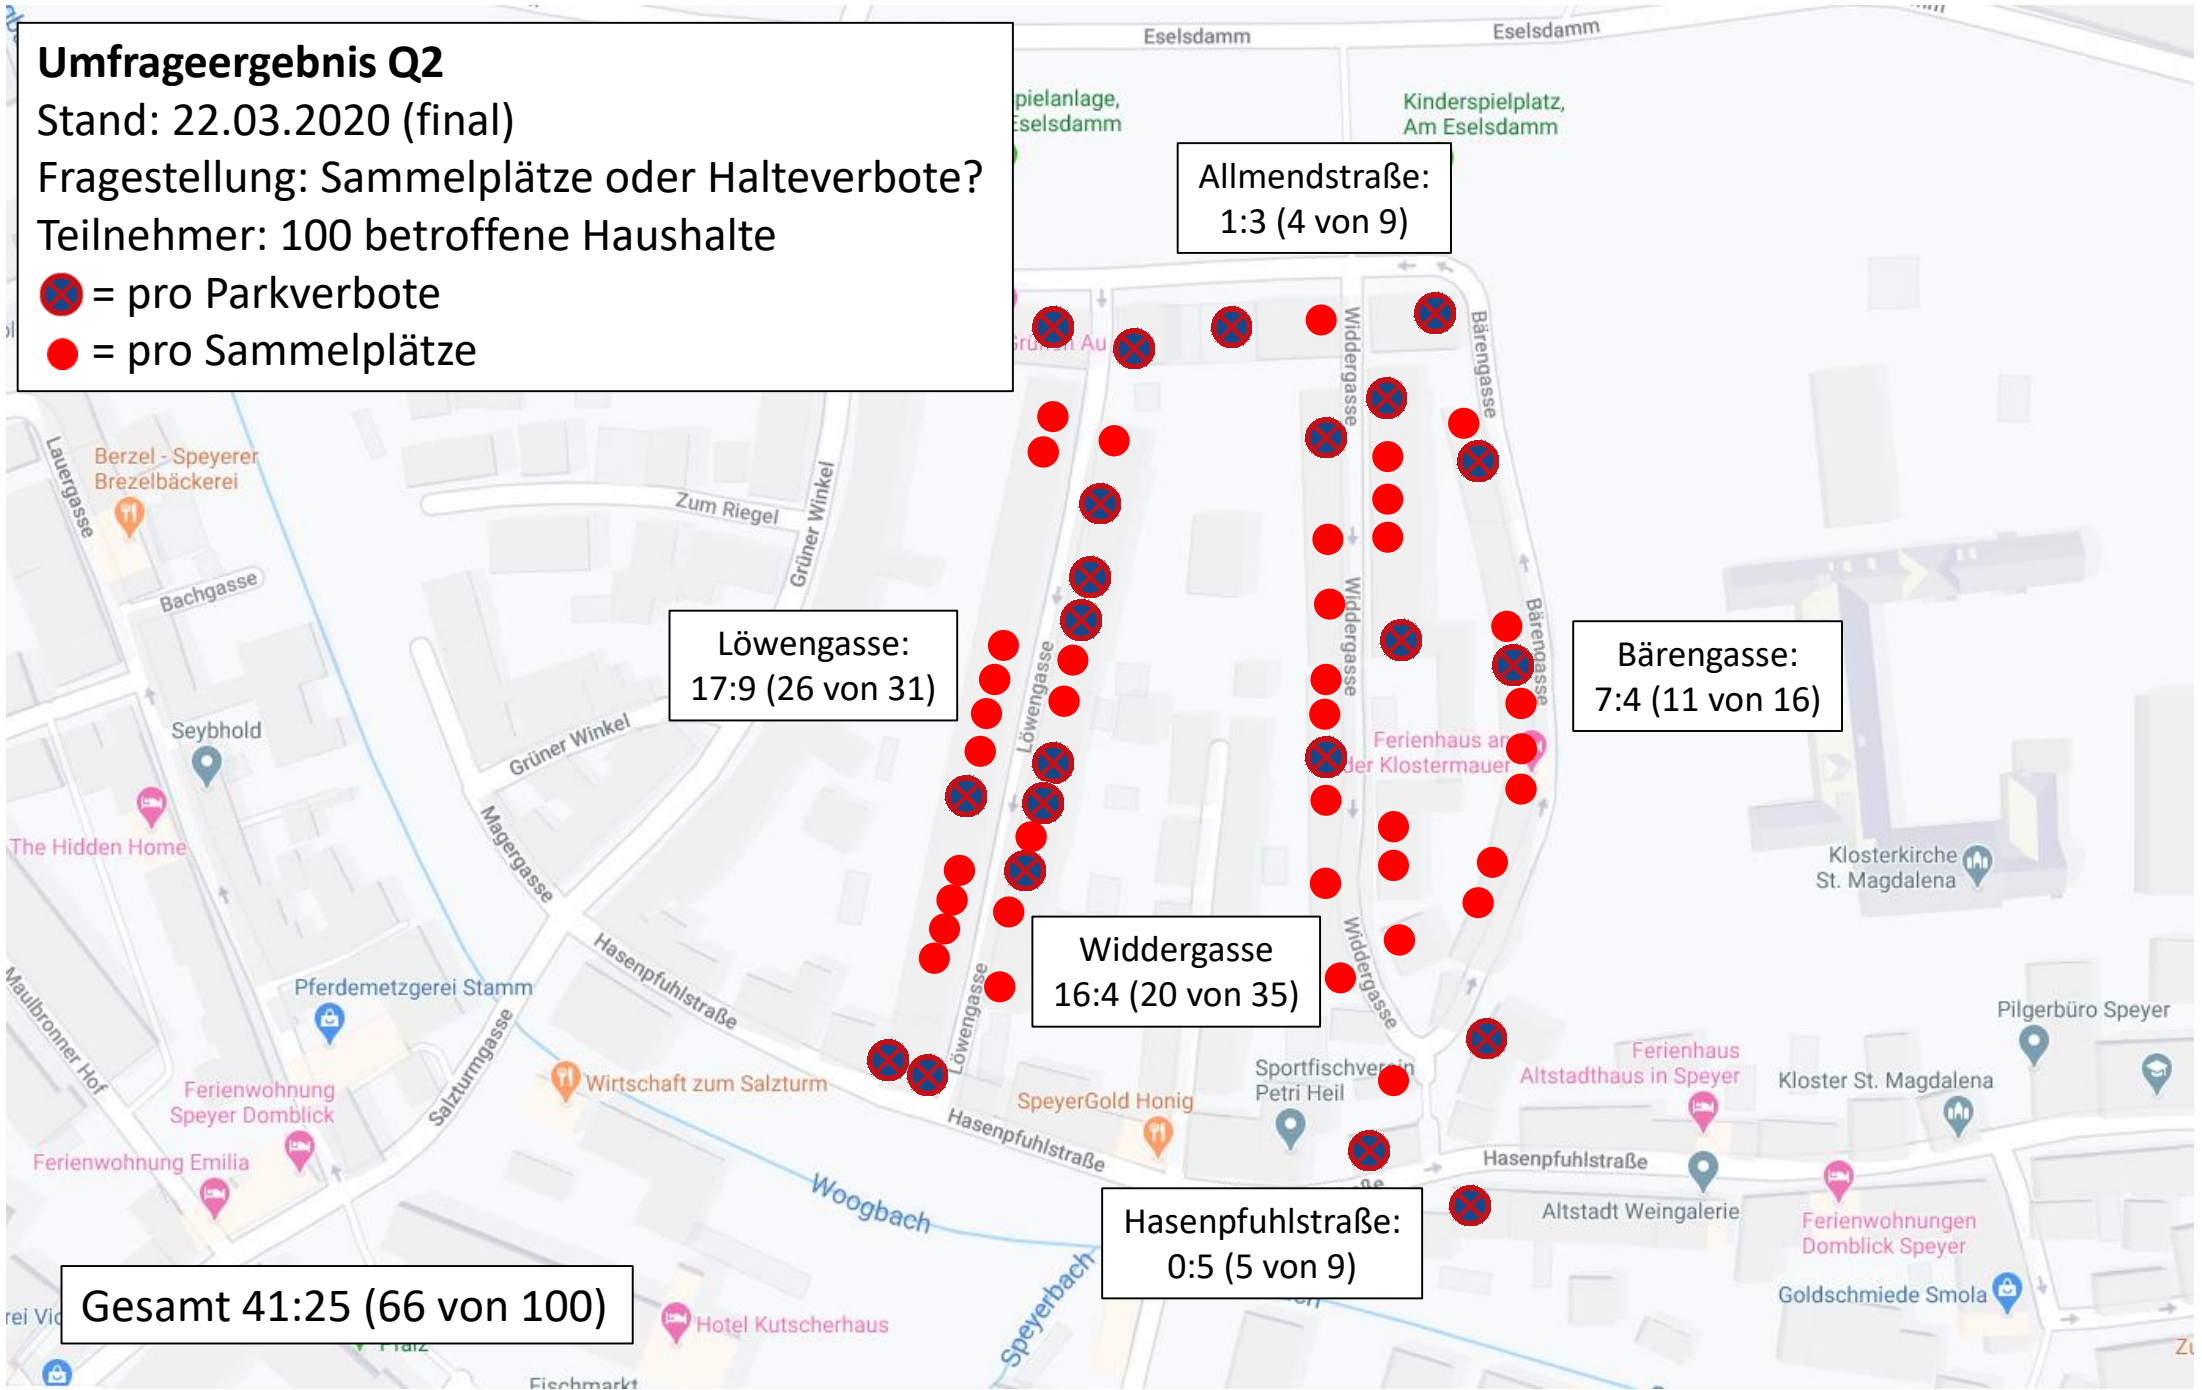 Umfrageergebnis Q2
Stand: 22.03.2020 (final)
Fragestellung: Sammelplätze oder Halteverbote?
Teilnehmer: 100 betroffene Haushalte
= pro Parkverbote
= pro Sammelplätze
Eselsdamm
Eselsdamm
pielanlage,
Eselsdamm
Kinderspielplatz,
Am Eselsdamm
Allmendstraße:
1:3 (4 von 9)
Au
Widdergasse
Bärengasse
Lauergasse
Berzel - Speyerer
Brezelbäckerei
Zum Riegel
Grüner Winkel
Bachgasse
Löwengasse:
17:9 (26 von 31)
Löwengasse
Löwengasse
Widdergasse
Bärengasse
Bärengasse:
7:4 (11 von 16)
Seybhold
Grüner Winkel
Ferienhaus an
der Klostermauer
The Hidden Home
Magergasse
Klosterkirche
St. Magdalena
Widdergasse
16:4 (20 von 35)
Widdergasse
Hasenpfuhlstraße
Maulbronner Hof
Pferdemetzgerei Stamm
Salzturmgasse
Löwengasse
Pilgerbüro Speyer
Sportfischverein
Petri Heil
Ferienhaus
Altstadthaus in Speyer
Kloster St. Magdalena
Ferienwohnung
Speyer Domblick
Wirtschaft zum Salzturm
SpeyerGold Honig
Hasenpfuhlstraße
Hasenpfuhlstraße
Ferienwohnung Emilia
Woogbach
Altstadt Weingalerie
Hasenpfuhlstraße:
0:5 (5 von 9)
Ferienwohnungen
Domblick Speyer
Speyerbach
Goldschmiede Smola
Gesamt 41:25 (66 von 100)
Hotel Kutscherhaus
Fischmarkt